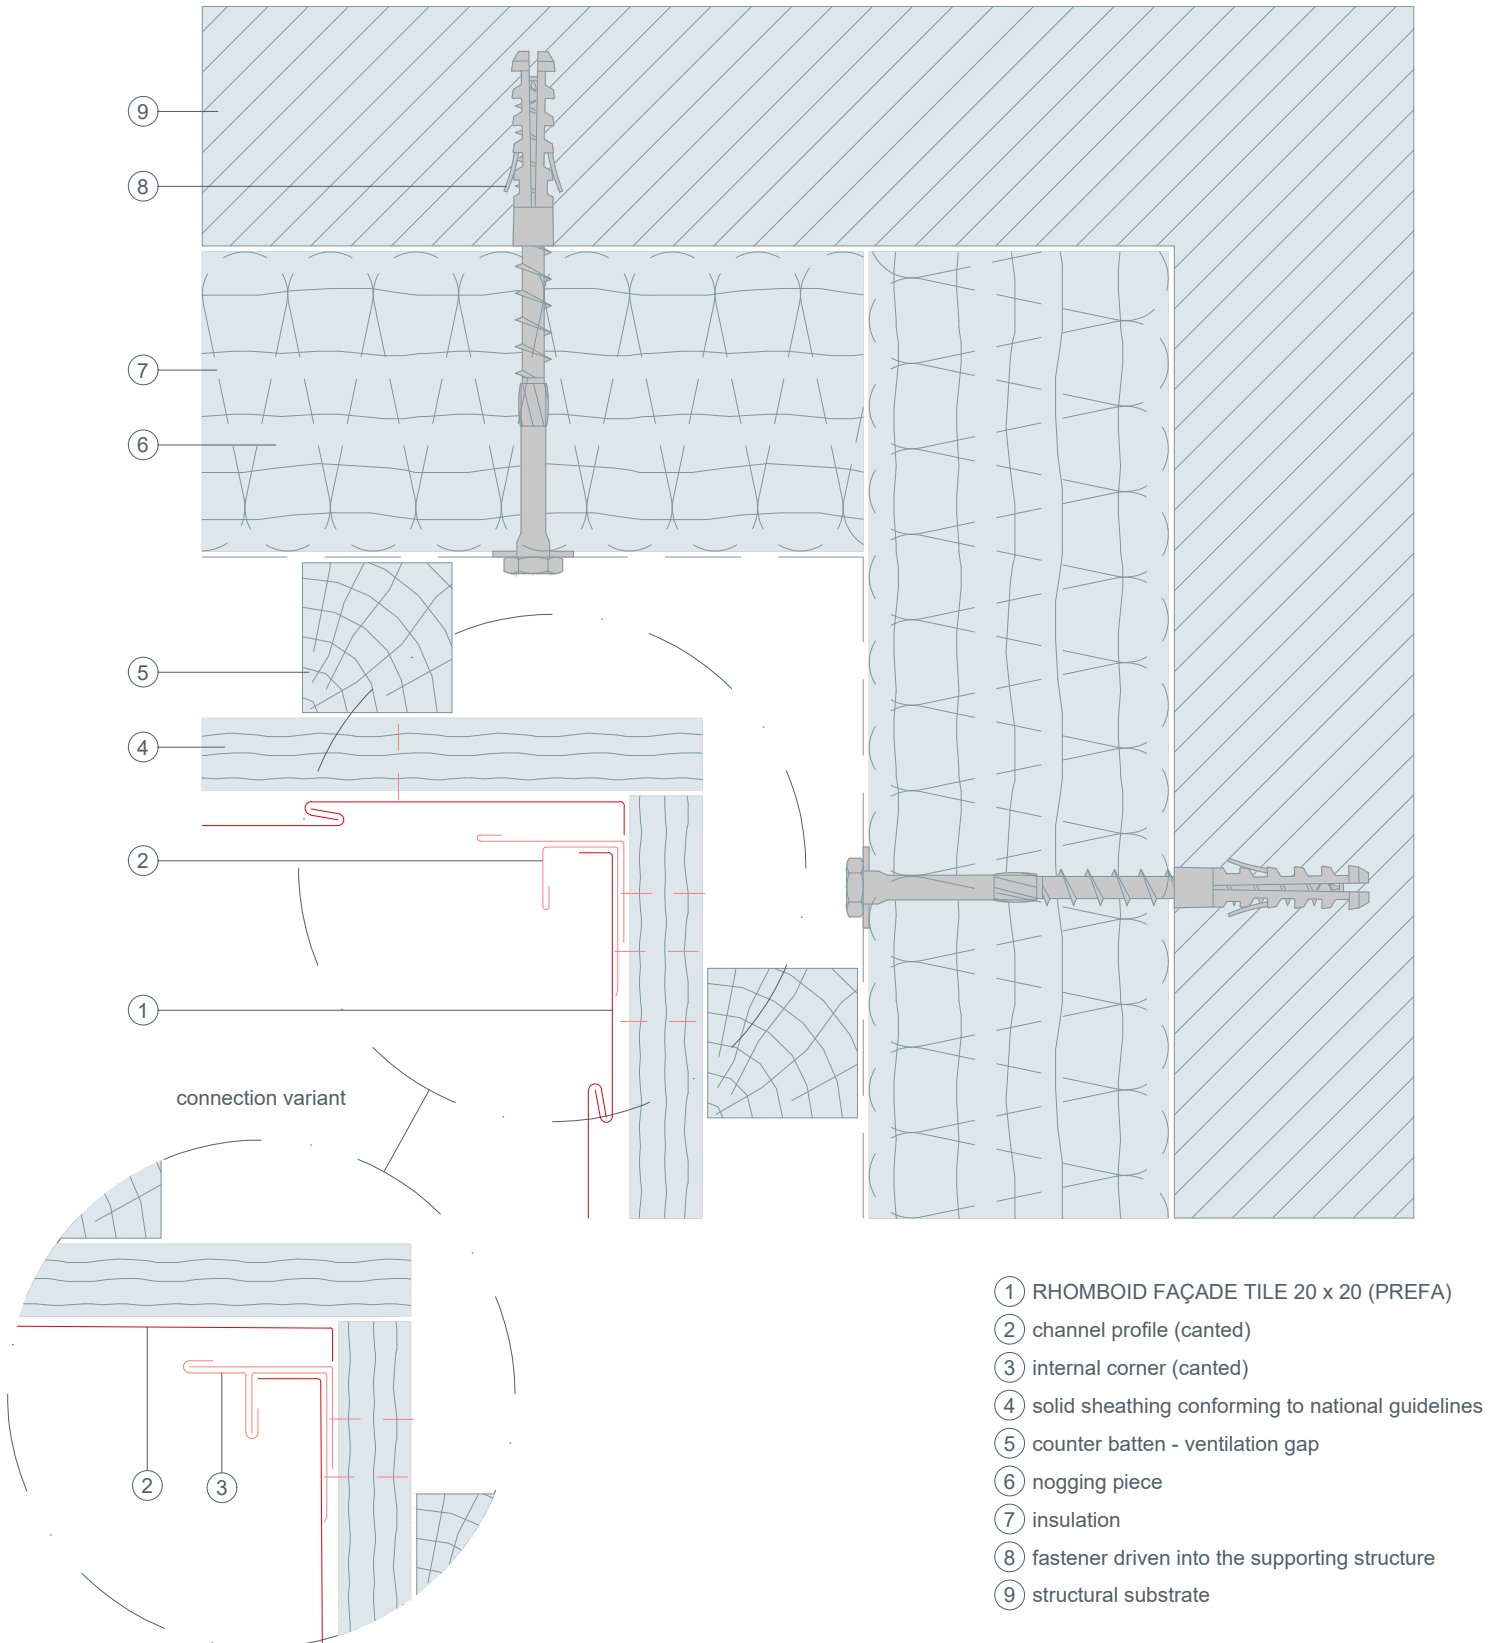 9
8
7
6
5
4
2
1
connection variant
2
3
1 RHOMBOID FAÇADE TILE 20 x 20 (PREFA)
2 channel profile (canted)
3 internal corner (canted)
4 solid sheathing conforming to national guidelines
5 counter batten - ventilation gap
6 nogging piece
7 insulation
8 fastener driven into the supporting structure
9 structural substrate